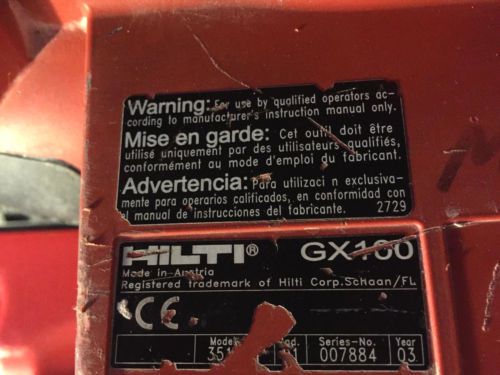 Warning: For use by qualified operators ac-
cording to manufacturer's instruction manual only.
Mise en garde: Cet outil doit être
utilisé uniquement par des utilisateurs qualifiés,
conformément au mode d'emploi du fabricant.
Advertencia: Para utilizaci n exclusiva-
mente para operarios calificados, en conformidad con
el manual de instrucciones del fabricante. 2729
HILTI® GX100
Made in Austria
Registered trademark of Hilti Corp.Schaan/FL
CE
Series-No. Year
007884 03